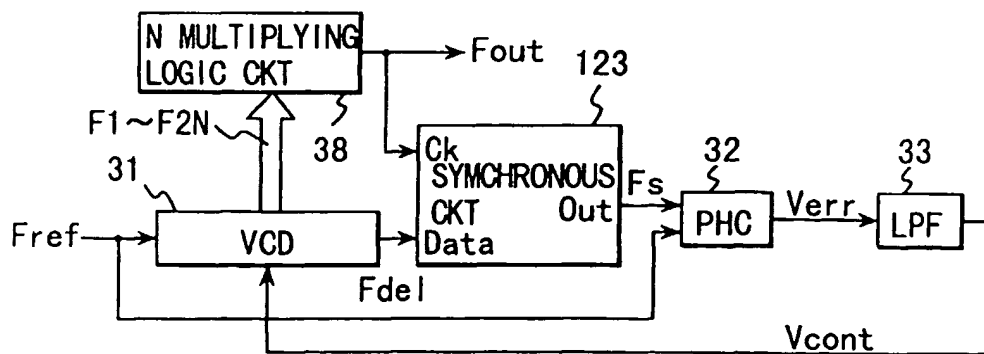 N MULTIPLYING
LOGIC CKT
Fout
123
F1～F2N
38
Ck
SYMCHRONOUS
CKT
Out
Data
31
32
33
Fs
Verr
Fref
VCD
PHC
LPF
Fdel
Vcont